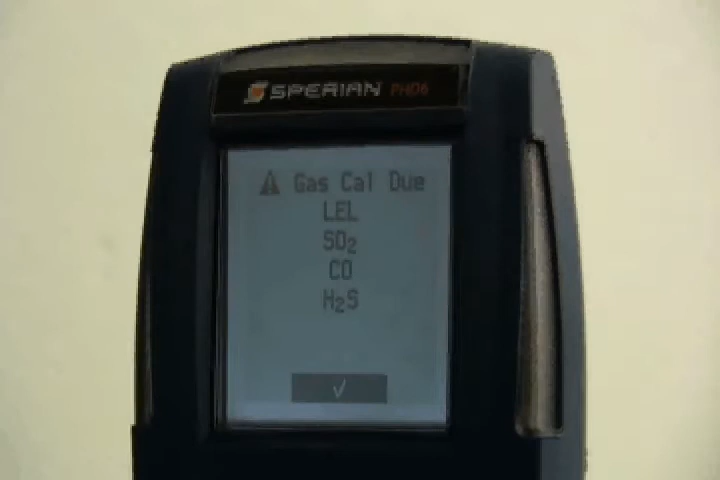 SPERIAN PHD6
⚠ Gas Cal Due
LEL
SO₂
CO
H₂S
√